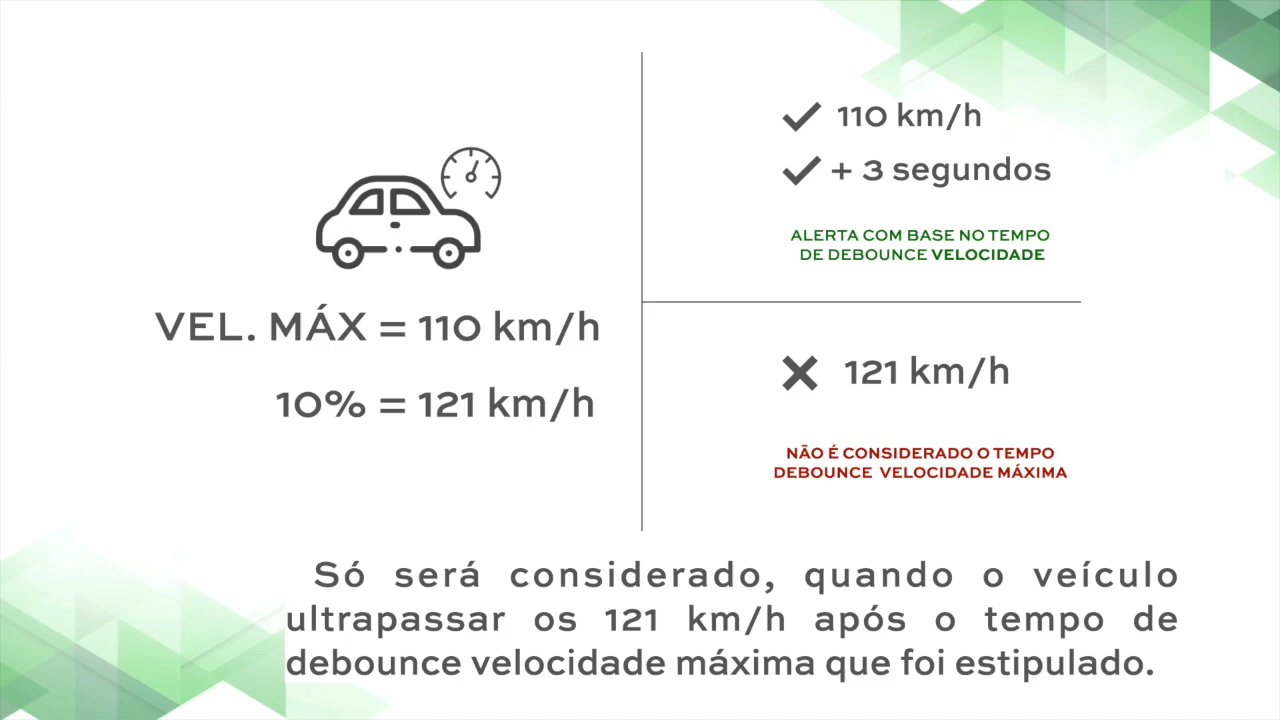 VEL. MÁX = 110 km/h
10% = 121 km/h
110 km/h
+ 3 segundos
ALERTA COM BASE NO TEMPO
DE DEBOUNCE VELOCIDADE
121 km/h
NÃO É CONSIDERADO O TEMPO
DEBOUNCE VELOCIDADE MÁXIMA
Só será considerado, quando o veículo
ultrapassar os 121 km/h após o tempo de
debounce velocidade máxima que foi estipulado.